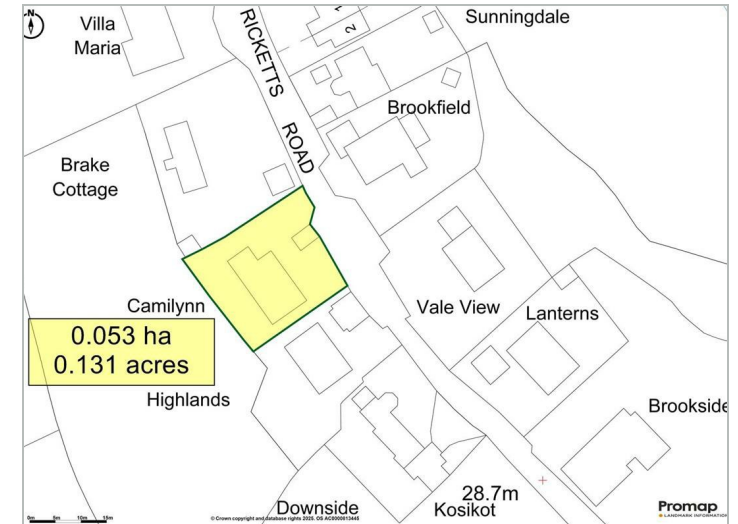 N
Villa
Maria
RICKETTS
ROAD
1
2
Sunningdale
Brookfield
Brake
Cottage
Camilynn
0.053 ha
0.131 acres
Vale View
Lanterns
Highlands
Brookside
Downside
28.7m
Kosikot
0m 5m 10m 15m
© Crown copyright and database rights 2025. OS AC0000813445
Promap
LANDMARK INFORMATION